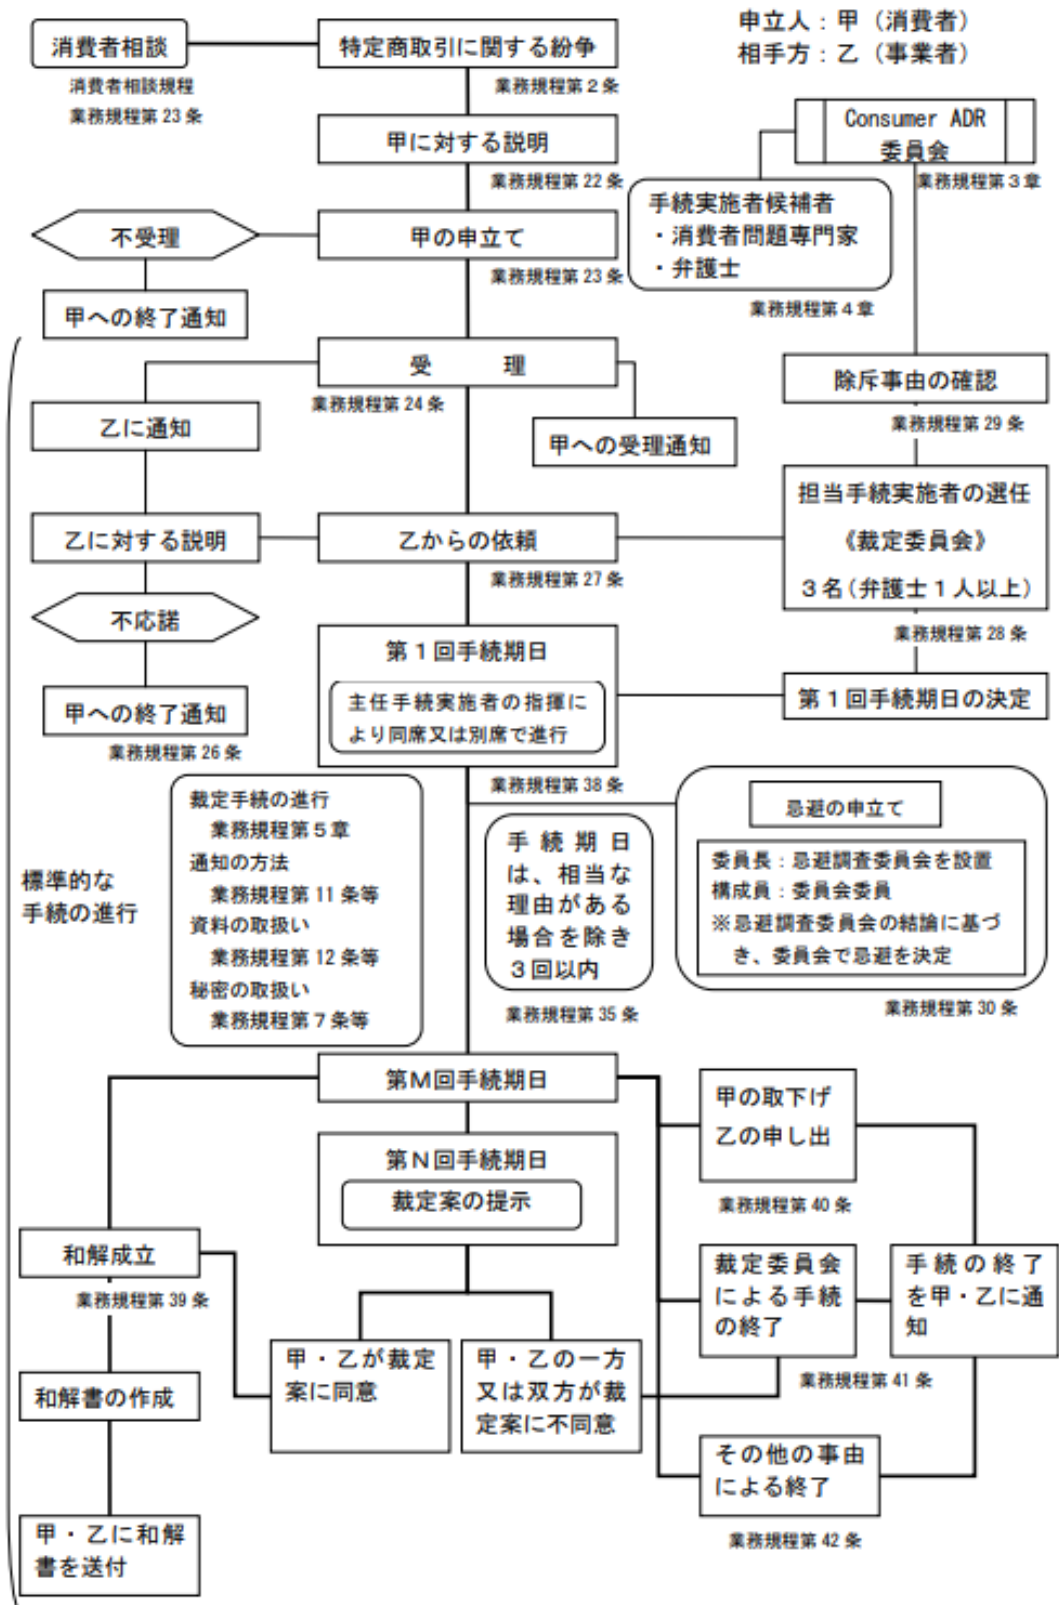 申立人：甲（消費者）
相手方：乙（事業者）
消費者相談
特定商取引に関する紛争
消費者相談規程
業務規程第23条
業務規程第2条
Consumer ADR
委員会
業務規程第3章
甲に対する説明
業務規程第22条
手続実施者候補者
・消費者問題専門家
・弁護士
業務規程第4章
不受理
甲の申立て
業務規程第23条
甲への終了通知
受　　理
業務規程第24条
除斥事由の確認
業務規程第29条
乙に通知
甲への受理通知
担当手続実施者の選任
《裁定委員会》
3名（弁護士1人以上）
業務規程第28条
乙に対する説明
乙からの依頼
業務規程第27条
不応諾
甲への終了通知
業務規程第26条
第1回手続期日
主任手続実施者の指揮に
より同席又は別席で進行
業務規程第38条
第1回手続期日の決定
標準的な
手続の進行
裁定手続の進行
業務規程第5章
通知の方法
業務規程第11条等
資料の取扱い
業務規程第12条等
秘密の取扱い
業務規程第7条等
手続期日
は、相当な
理由がある
場合を除き
3回以内
業務規程第35条
忌避の申立て
委員長：忌避調査委員会を設置
構成員：委員会委員
※忌避調査委員会の結論に基づ
き、委員会で忌避を決定
業務規程第30条
第M回手続期日
第N回手続期日
裁定案の提示
甲の取下げ
乙の申し出
業務規程第40条
和解成立
業務規程第39条
裁定委員会
による手続
の終了
業務規程第41条
手続の終了
を甲・乙に通
知
甲・乙が裁定
案に同意
甲・乙の一方
又は双方が裁
定案に不同意
和解書の作成
その他の事由
による終了
業務規程第42条
甲・乙に和解
書を送付